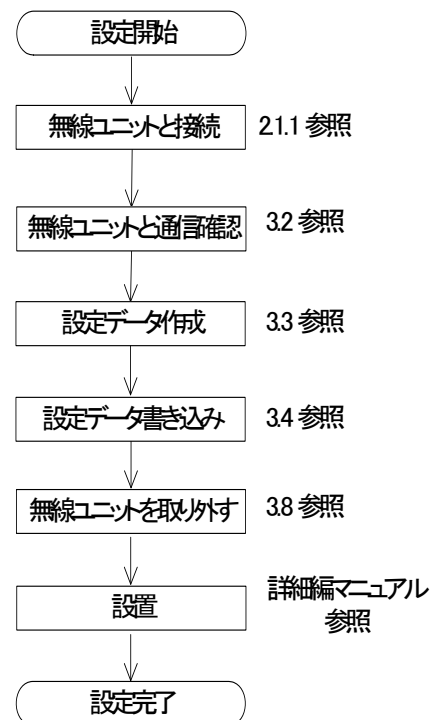 設定開始
無線ユニットと接続 2.1.1 参照
無線ユニットと通信確認 3.2 参照
設定データ作成 3.3 参照
設定データ書き込み 3.4 参照
無線ユニットを取り外す 3.8 参照
設置 詳細編マニュアル
参照
設定完了